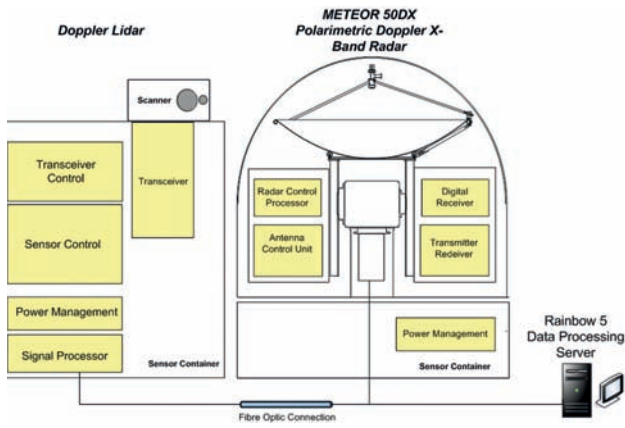 Doppler Lidar
METEOR 50DX
Polarimetric Doppler X-
Band Radar
Scanner
Transceiver
Control
Transceiver
Sensor Control
Power Management
Signal Processor
Sensor Container
Radar Control
Processor
Antenna
Control Unit
Digital
Receiver
Transmitter
Redeiver
Power Management
Sensor Container
Rainbow 5
Data Processing
Server
Fibre Optic Connection